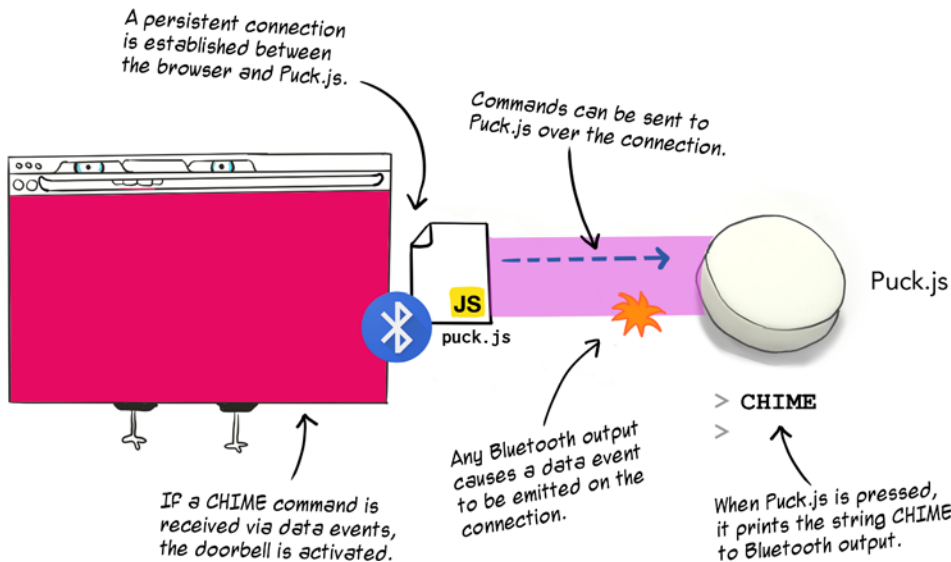 A persistent connection
is established between
the browser and Puck.js.
Commands can be sent to
Puck.js over the connection.
JS
puck.js
Puck.js
> CHIME
>
Any Bluetooth output
causes a data event
to be emitted on the
connection.
If a CHIME command is
received via data events,
the doorbell is activated.
When Puck.js is pressed,
it prints the string CHIME
to Bluetooth output.